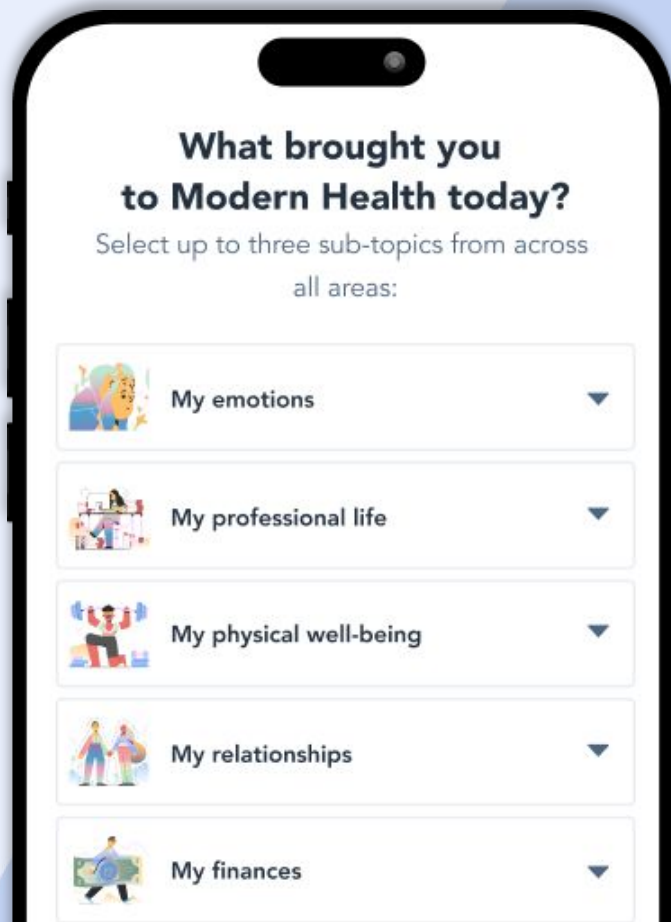 What brought you
to Modern Health today?
Select up to three sub-topics from across
all areas:
My emotions
My professional life
My physical well-being
My relationships
My finances